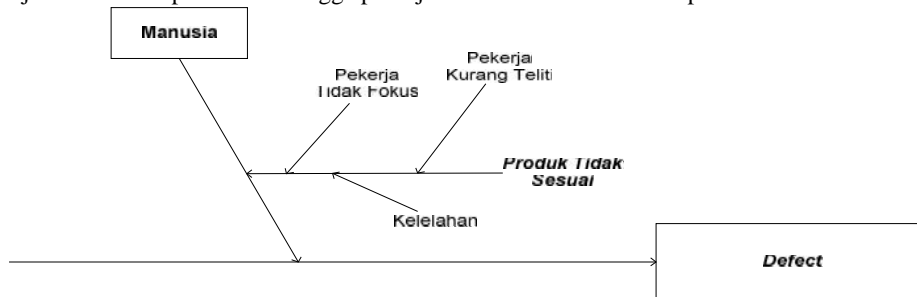 Manusia
Pekerja
Kurang Teliti
Pekerja
Tidak Fokus
Produk Tidak
Sesuai
Kelelahan
Defect